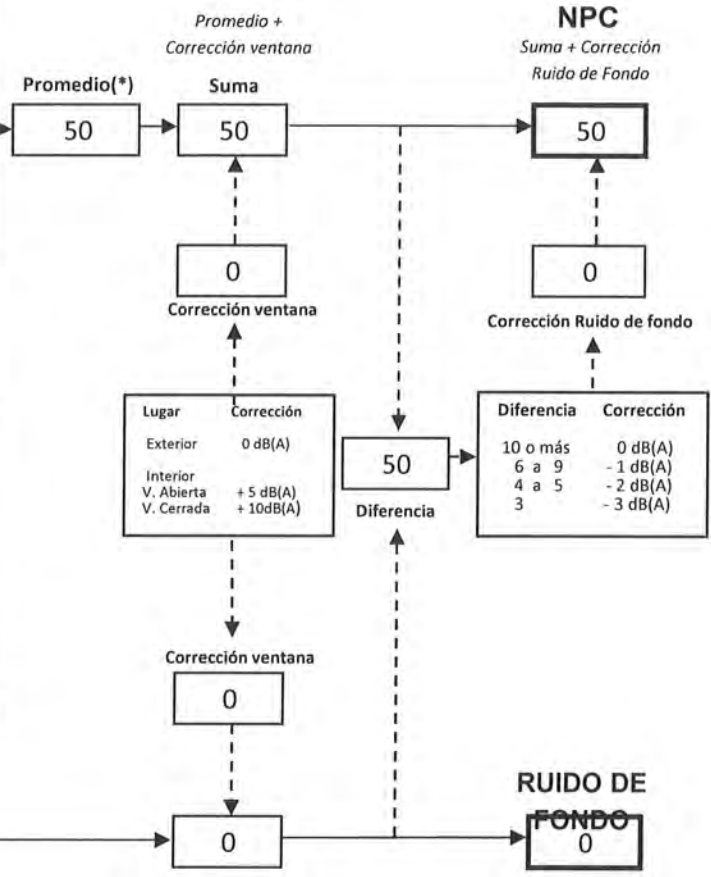 Promedio +
Corrección ventana
NPC
Suma + Corrección
Ruido de Fondo
Promedio(*)
Suma
50
50
50
0
0
Corrección ventana
Corrección Ruido de fondo
Lugar Corrección
Exterior 0 dB(A)
Interior
V. Abierta + 5 dB(A)
V. Cerrada + 10dB(A)
50
Diferencia
Diferencia Corrección
10 o más 0 dB(A)
6 a 9 - 1 dB(A)
4 a 5 - 2 dB(A)
3 - 3 dB(A)
Corrección ventana
0
RUIDO DE
FONDO
0
0